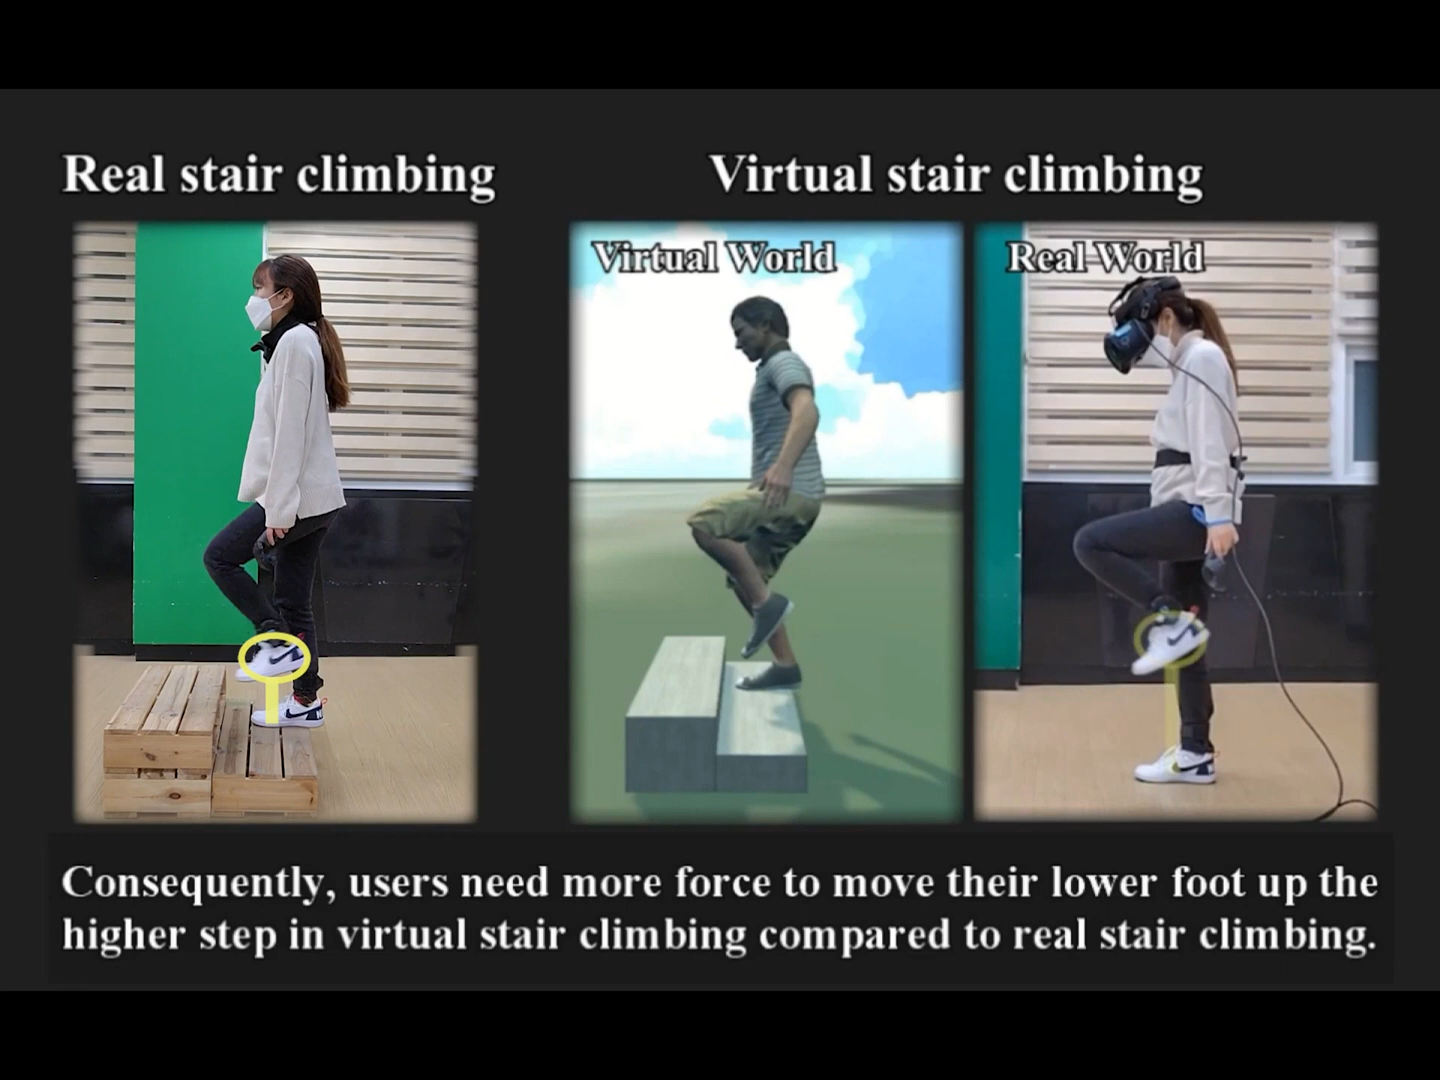 Real stair climbing
Virtual stair climbing
Virtual World
Real World
Consequently, users need more force to move their lower foot up the
higher step in virtual stair climbing compared to real stair climbing.